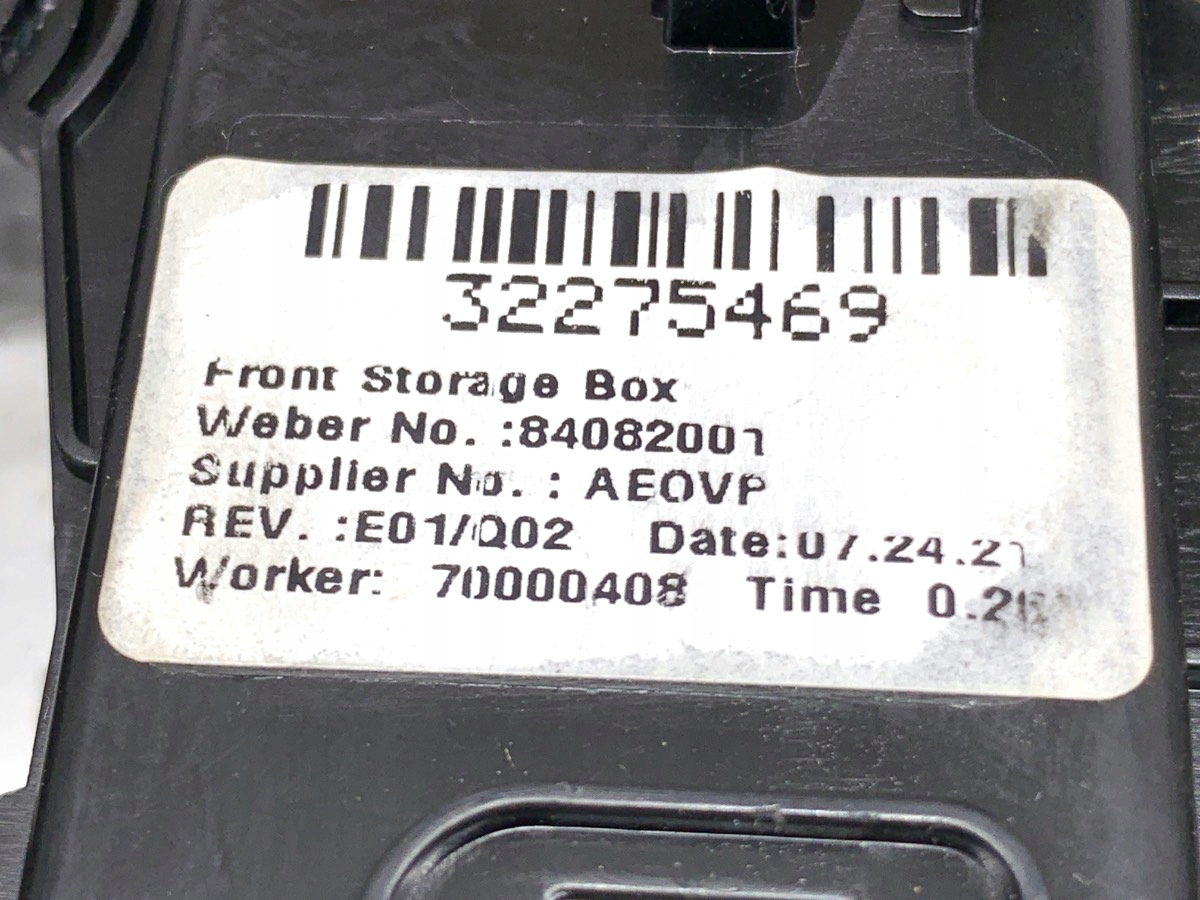 32275469
Front Storage Box
Weber No. :84082001
Supplier No. : AEOVP
REV. :E01/Q02 Date:07.24.21
Worker: 70000408 Time